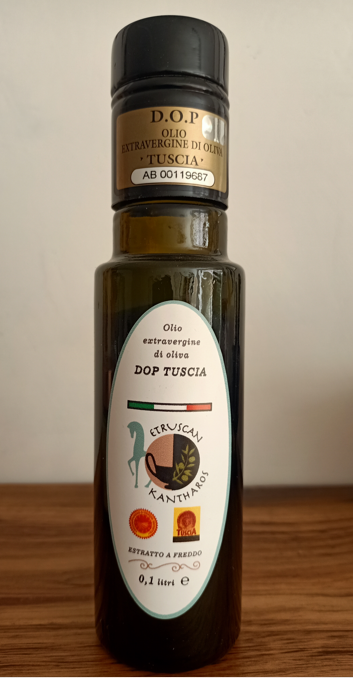 D.O.P
OLIO
EXTRAVERGINE DI OLIVA
· TUSCIA ·
AB 00119687
Olio
extravergine
di oliva
DOP TUSCIA
ETRUSCAN
KANTHAROS
TUSCIA
ESTRATTO A FREDDO
0,1 litri ℮